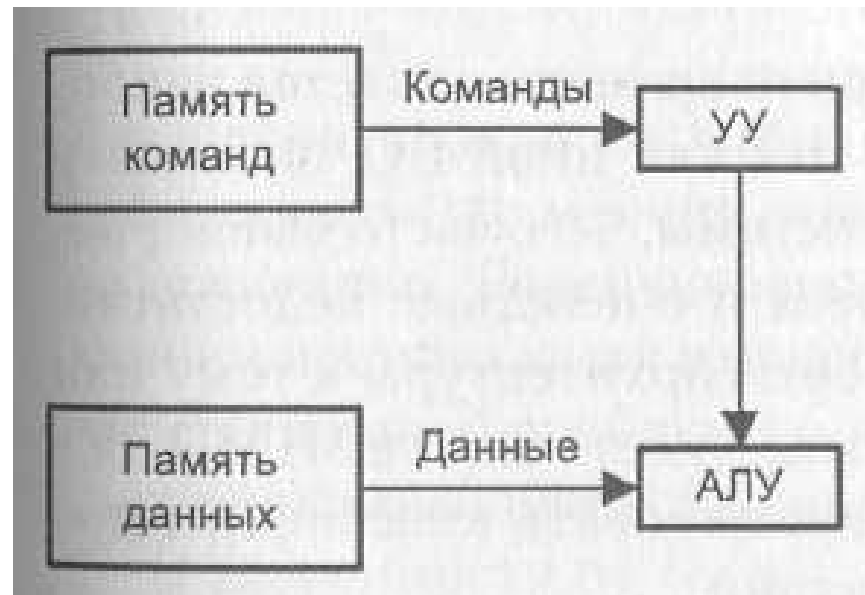 Память
команд
Команды
УУ
Память
данных
Данные
АЛУ